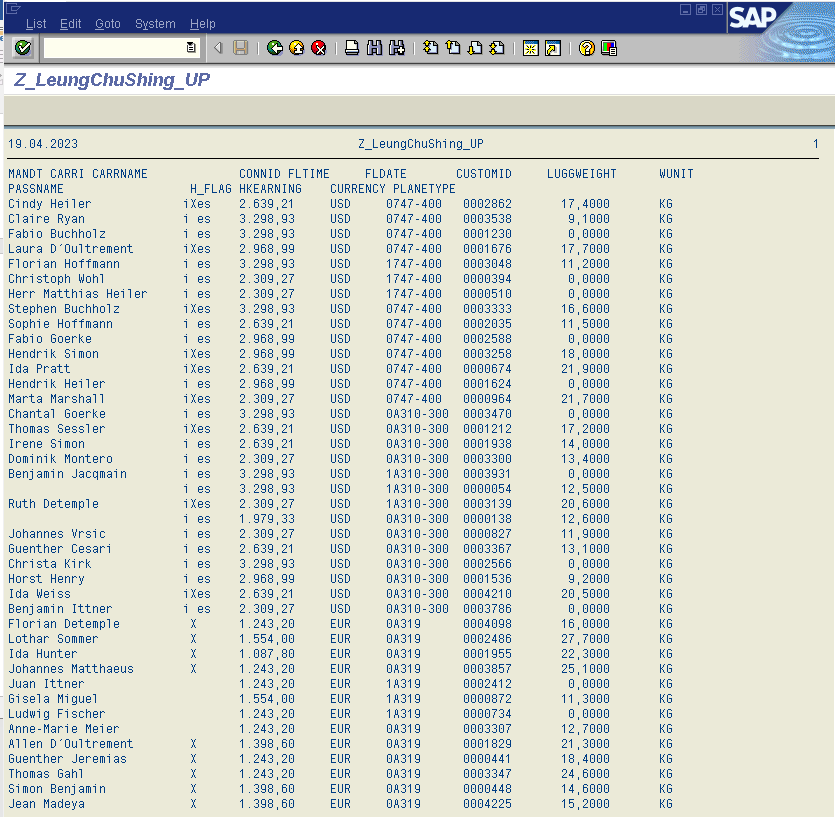 List Edit Goto System Help
SAP
Z_LeungChuShing_UP
19.04.2023 Z_LeungChuShing_UP 1
MANDT CARRI CARRNAME CONNID FLTIME FLDATE CUSTOMID LUGGWEIGHT WUNIT
PASSNAME H_FLAG HKEARNING CURRENCY PLANETYPE
Cindy Heiler iXes 2.639,21 USD 0747-400 0002862 17,4000 KG
Claire Ryan i es 3.298,93 USD 0747-400 0003538 9,1000 KG
Fabio Buchholz i es 3.298,93 USD 0747-400 0001230 0,0000 KG
Laura D´Oultrement iXes 2.968,99 USD 0747-400 0001676 17,7000 KG
Florian Hoffmann i es 3.298,93 USD 1747-400 0003048 11,2000 KG
Christoph Wohl i es 2.309,27 USD 1747-400 0000394 0,0000 KG
Herr Matthias Heiler i es 2.309,27 USD 1747-400 0000510 0,0000 KG
Stephen Buchholz iXes 3.298,93 USD 0747-400 0003333 16,6000 KG
Sophie Hoffmann i es 2.639,21 USD 0747-400 0002035 11,5000 KG
Fabio Goerke i es 2.968,99 USD 0747-400 0002588 0,0000 KG
Hendrik Simon iXes 2.968,99 USD 0747-400 0003258 18,0000 KG
Ida Pratt iXes 2.639,21 USD 0747-400 0000674 21,9000 KG
Hendrik Heiler i es 2.968,99 USD 0747-400 0001624 0,0000 KG
Marta Marshall iXes 2.309,27 USD 0747-400 0000964 21,7000 KG
Chantal Goerke i es 3.298,93 USD 0A310-300 0003470 0,0000 KG
Thomas Sessler iXes 2.639,21 USD 0A310-300 0001212 17,2000 KG
Irene Simon i es 2.639,21 USD 0A310-300 0001938 14,0000 KG
Dominik Montero i es 2.309,27 USD 0A310-300 0003300 13,4000 KG
Benjamin Jacqmain i es 3.298,93 USD 1A310-300 0003931 0,0000 KG
i es 3.298,93 USD 1A310-300 0000054 12,5000 KG
Ruth Detemple iXes 2.309,27 USD 1A310-300 0003139 20,6000 KG
i es 1.979,33 USD 0A310-300 0000138 12,6000 KG
Johannes Vrsic i es 2.309,27 USD 0A310-300 0000827 11,9000 KG
Guenther Cesari i es 2.639,21 USD 0A310-300 0003367 13,1000 KG
Christa Kirk i es 3.298,93 USD 0A310-300 0002566 0,0000 KG
Horst Henry i es 2.968,99 USD 0A310-300 0001536 9,2000 KG
Ida Weiss iXes 2.639,21 USD 0A310-300 0004210 20,5000 KG
Benjamin Ittner i es 2.309,27 USD 0A310-300 0003786 0,0000 KG
Florian Detemple X 1.243,20 EUR 0A319 0004098 16,0000 KG
Lothar Sommer X 1.554,00 EUR 0A319 0002486 27,7000 KG
Ida Hunter X 1.087,80 EUR 0A319 0001955 22,3000 KG
Johannes Matthaeus X 1.243,20 EUR 0A319 0003857 25,1000 KG
Juan Ittner 1.243,20 EUR 1A319 0002412 0,0000 KG
Gisela Miguel 1.554,00 EUR 1A319 0000872 11,3000 KG
Ludwig Fischer 1.243,20 EUR 1A319 0000734 0,0000 KG
Anne-Marie Meier 1.243,20 EUR 0A319 0003307 12,7000 KG
Allen D´Oultrement X 1.398,60 EUR 0A319 0001829 21,3000 KG
Guenther Jeremias X 1.243,20 EUR 0A319 0000441 18,4000 KG
Thomas Gahl X 1.243,20 EUR 0A319 0003347 24,6000 KG
Simon Benjamin X 1.398,60 EUR 0A319 0000448 14,6000 KG
Jean Madeya X 1.398,60 EUR 0A319 0004225 15,2000 KG